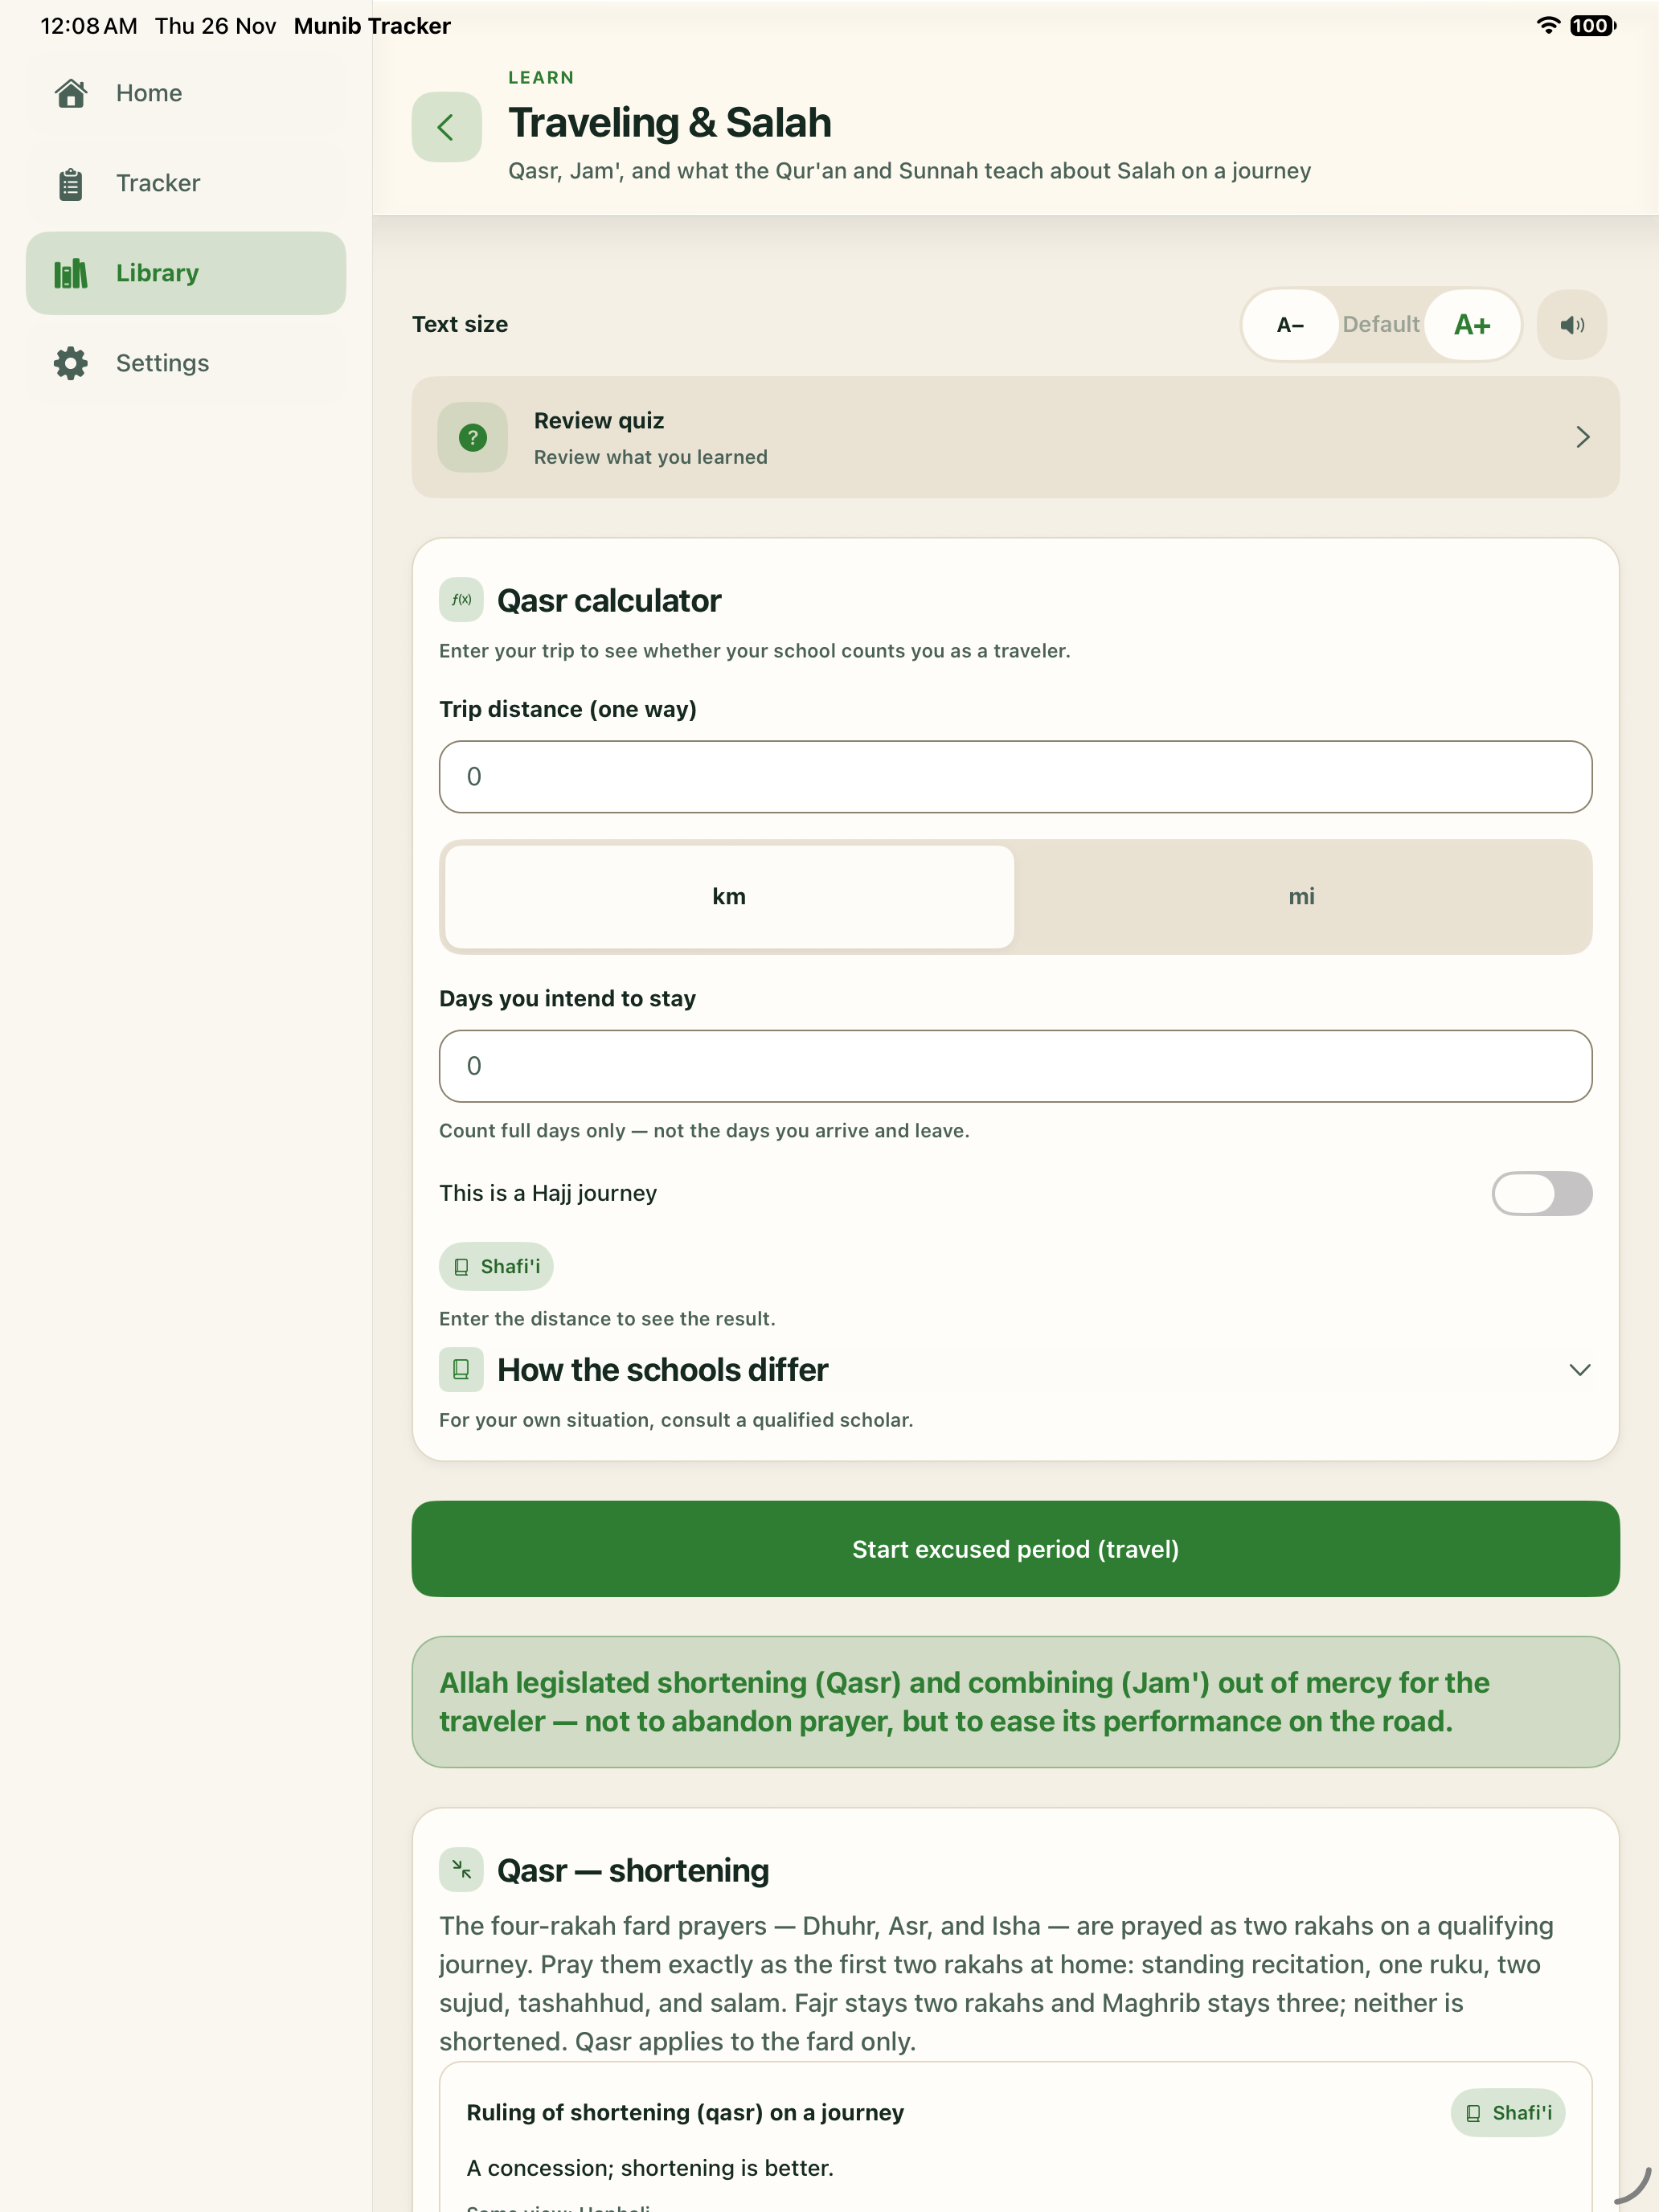 12:08 AM Thu 26 Nov Munib Tracker
100
Home
Tracker
Library
Settings
LEARN
Traveling & Salah
Qasr, Jam', and what the Qur'an and Sunnah teach about Salah on a journey
Text size
A− Default A+
Review quiz
Review what you learned
f(x) Qasr calculator
Enter your trip to see whether your school counts you as a traveler.
Trip distance (one way)
0
km mi
Days you intend to stay
0
Count full days only — not the days you arrive and leave.
This is a Hajj journey
Shafi'i
Enter the distance to see the result.
How the schools differ
For your own situation, consult a qualified scholar.
Start excused period (travel)
Allah legislated shortening (Qasr) and combining (Jam') out of mercy for the
traveler — not to abandon prayer, but to ease its performance on the road.
Qasr — shortening
The four-rakah fard prayers — Dhuhr, Asr, and Isha — are prayed as two rakahs on a qualifying
journey. Pray them exactly as the first two rakahs at home: standing recitation, one ruku, two
sujud, tashahhud, and salam. Fajr stays two rakahs and Maghrib stays three; neither is
shortened. Qasr applies to the fard only.
Ruling of shortening (qasr) on a journey
Shafi'i
A concession; shortening is better.